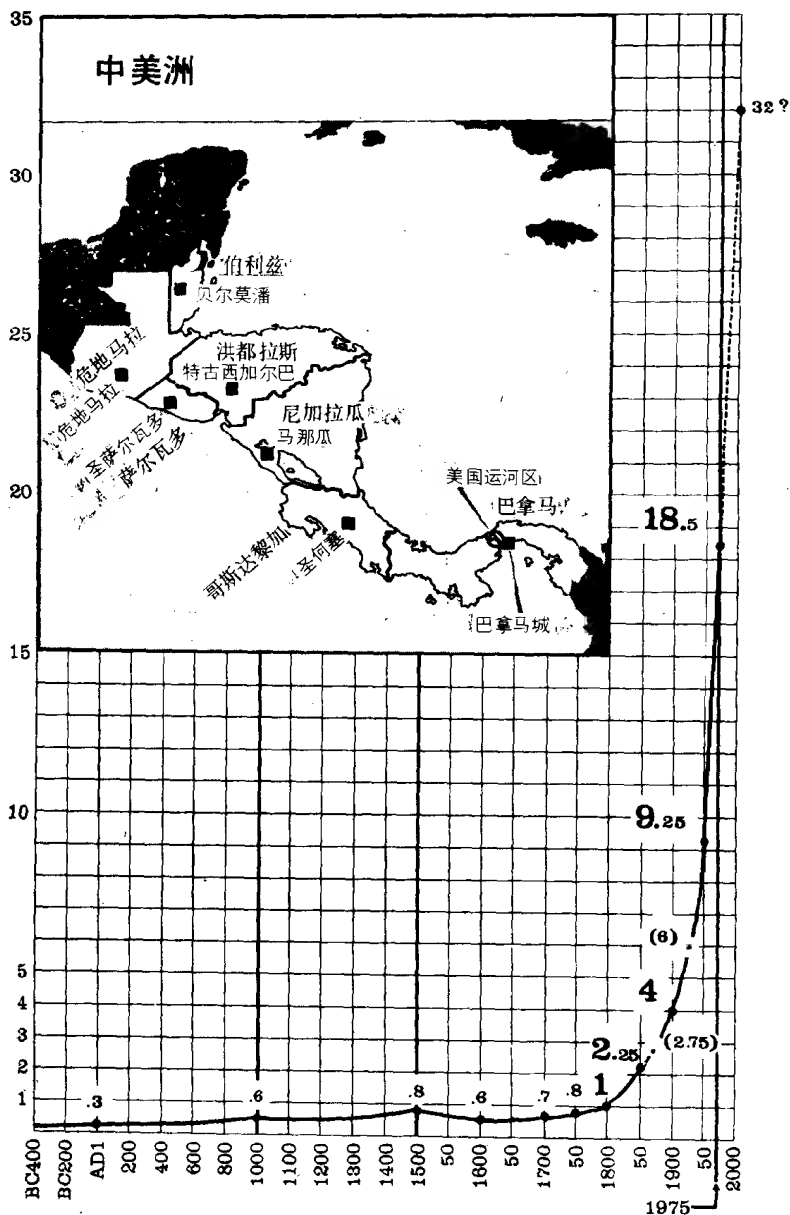 35
中美洲
32?
30
伯利兹
贝尔莫潘
25
危地马拉
洪都拉斯
特古西加尔巴
危地马拉
尼加拉瓜
马那瓜
圣萨尔瓦多
萨尔瓦多
美国运河区
巴拿马
20
18.5
哥斯达黎加
圣何塞
巴拿马城
15
10
9.25
(6)
5
4
4
3
2.25
(2.75)
2
1
1
.3
.6
.8
.6
.7
.8
BC400
BC200
AD1
200
400
600
800
1000
1100
1200
1300
1400
1500
50
1600
50
1700
50
1800
50
1900
50
2000
1975